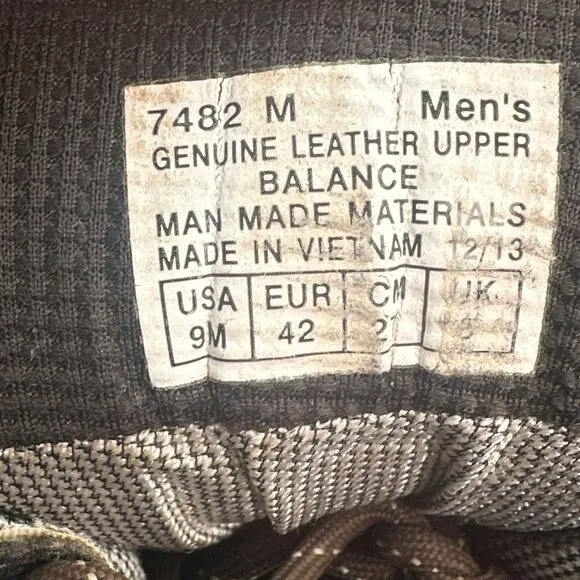 7482 M Men's
GENUINE LEATHER UPPER
BALANCE
MAN MADE MATERIALS
MADE IN VIETNAM 12/13
USA EUR CM UK
9M 42